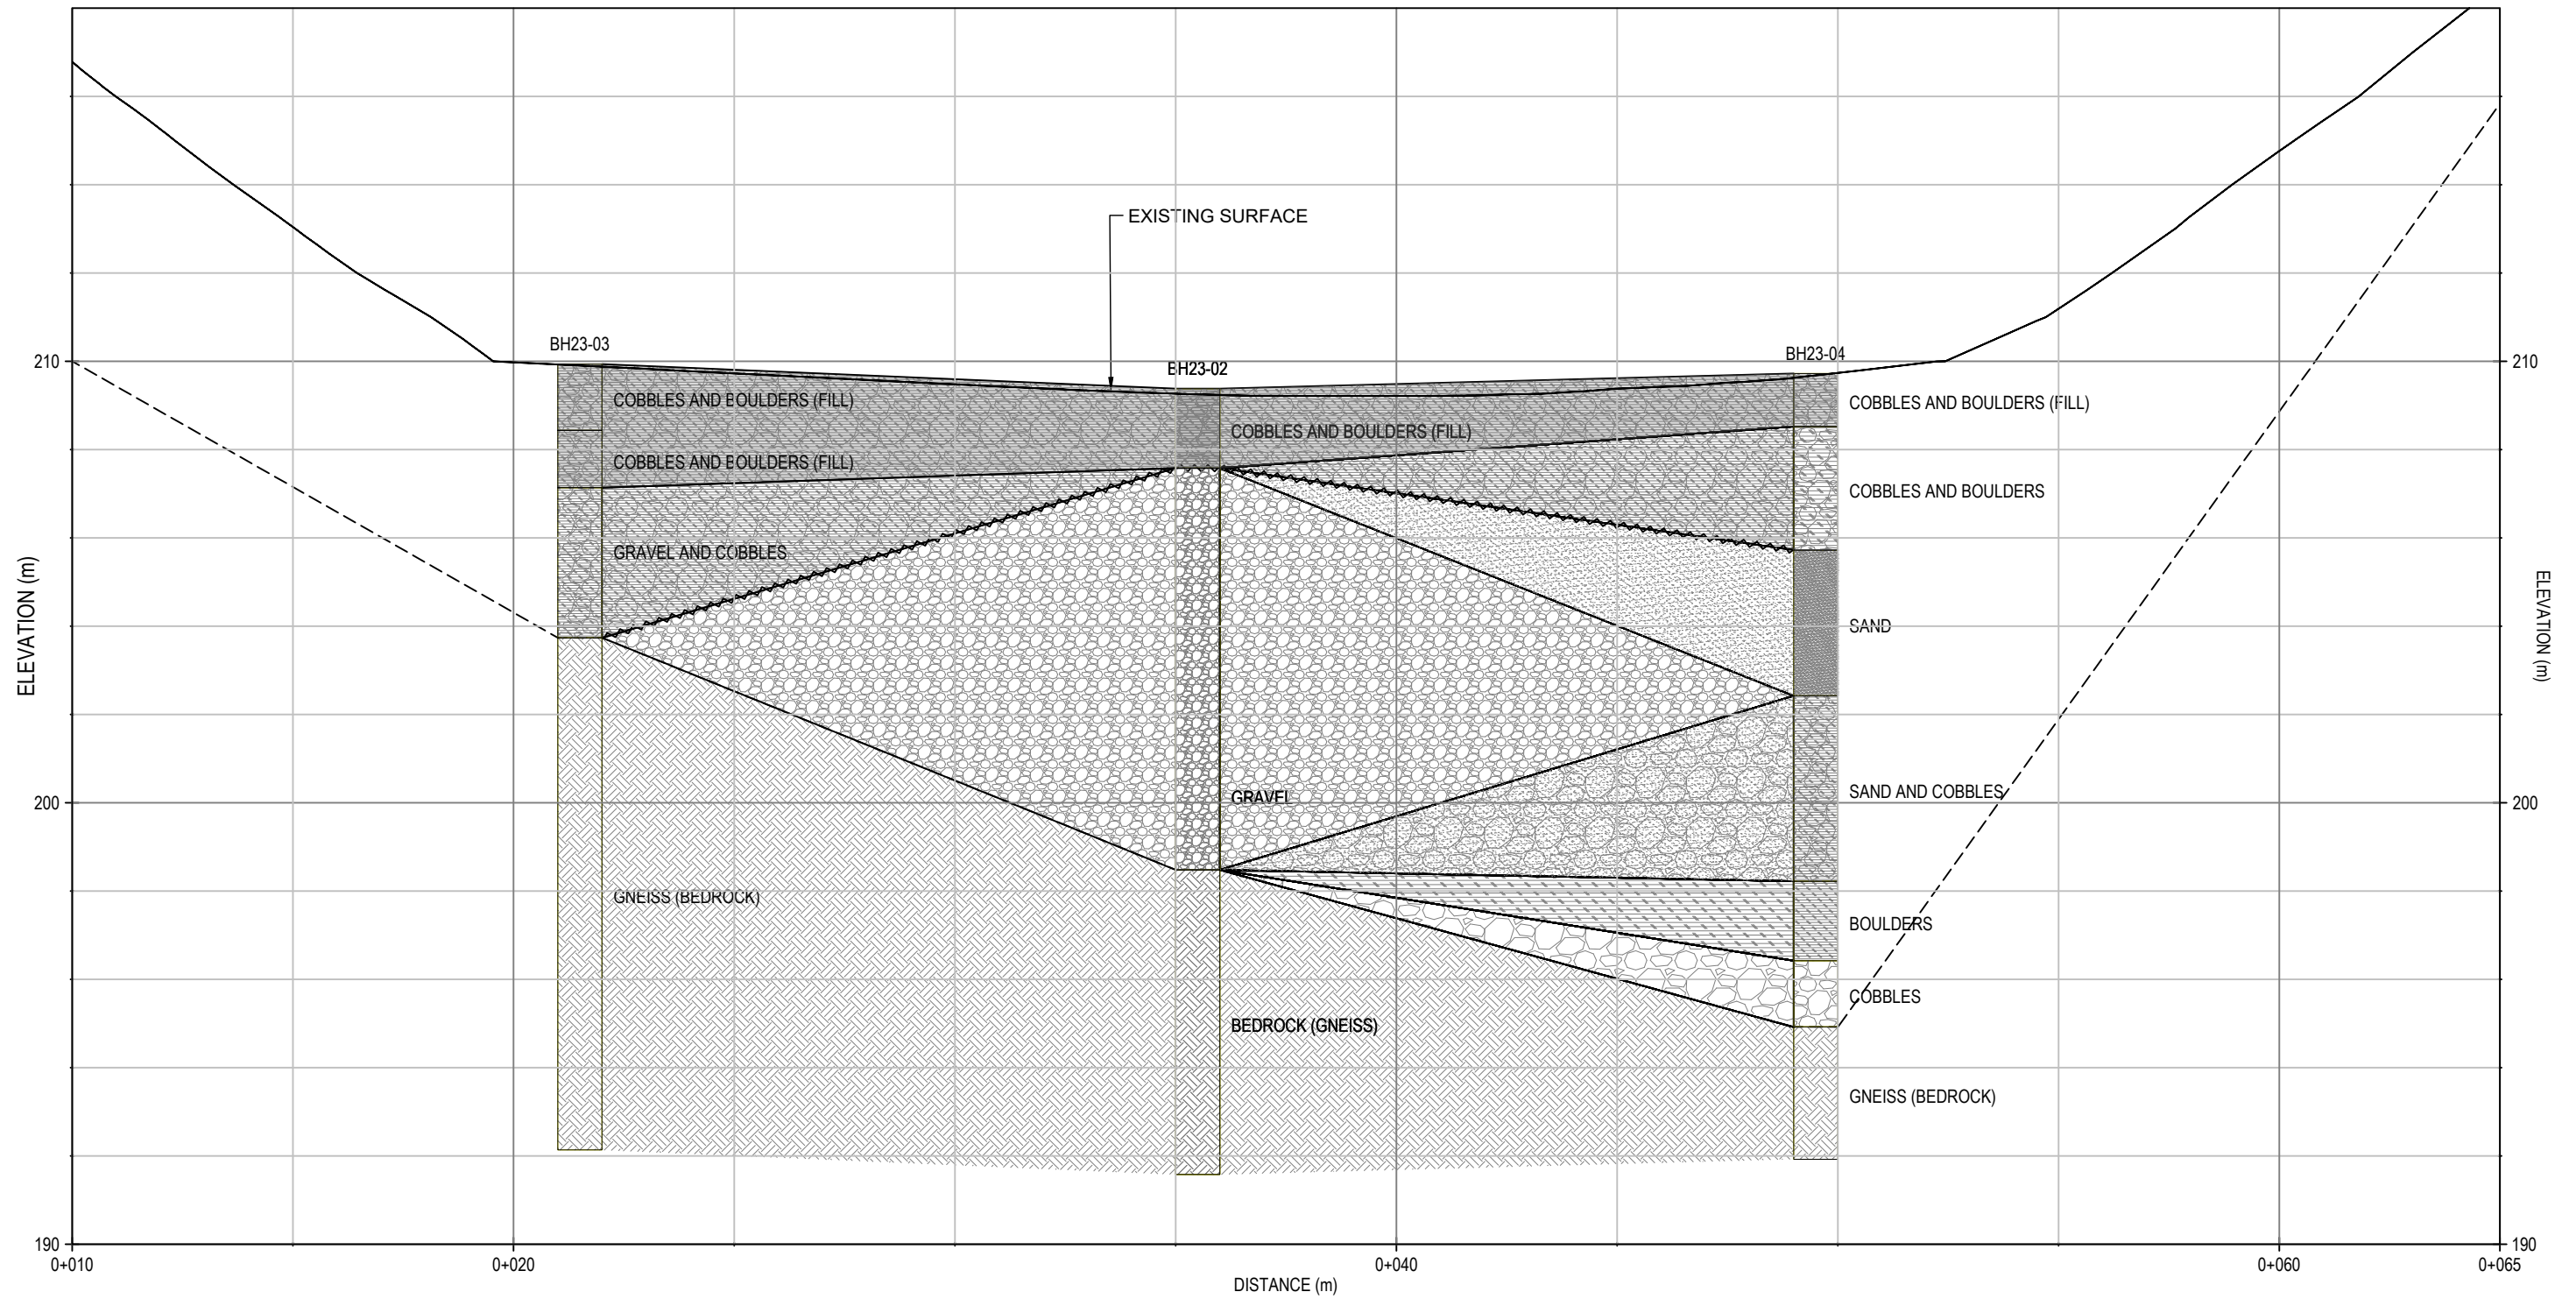 EXISTING SURFACE
BH23-03
BH23-02
BH23-04
210
210
COBBLES AND BOULDERS (FILL)
COBBLES AND BOULDERS (FILL)
COBBLES AND BOULDERS (FILL)
COBBLES AND BOULDERS (FILL)
COBBLES AND BOULDERS
GRAVEL AND COBBLES
SAND
ELEVATION (m)
ELEVATION (m)
200
GRAVEL
SAND AND COBBLES
200
GNEISS (BEDROCK)
BOULDERS
COBBLES
BEDROCK (GNEISS)
GNEISS (BEDROCK)
190
190
0+010
0+020
0+040
0+060
0+065
DISTANCE (m)